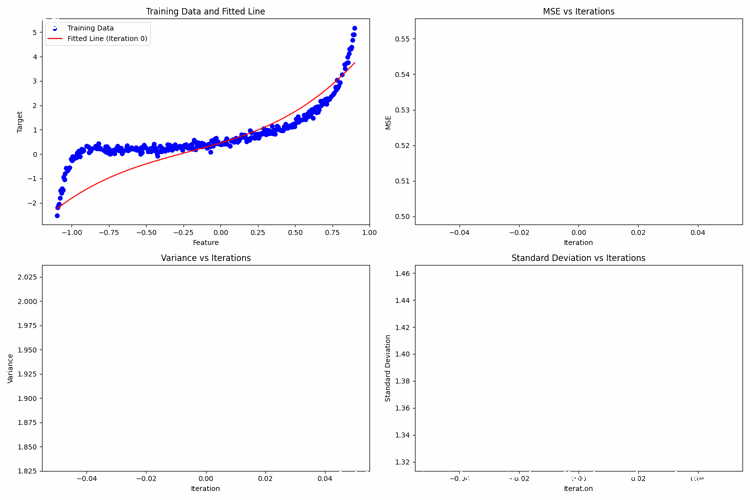 Training Data and Fitted Line
Training Data
Fitted Line (Iteration 0)
5
4
3
2
1
0
−1
−2
Target
−1.00 −0.75 −0.50 −0.25 0.00 0.25 0.50 0.75 1.00
Feature
MSE vs Iterations
0.55
0.54
0.53
0.52
0.51
0.50
MSE
−0.04 −0.02 0.00 0.02 0.04
Iteration
Variance vs Iterations
2.025
2.000
1.975
1.950
1.925
1.900
1.875
1.850
1.825
Variance
−0.04 −0.02 0.00 0.02 0.04
Iteration
Standard Deviation vs Iterations
1.46
1.44
1.42
1.40
1.38
1.36
1.34
1.32
Standard Deviation
−0.02 0.02